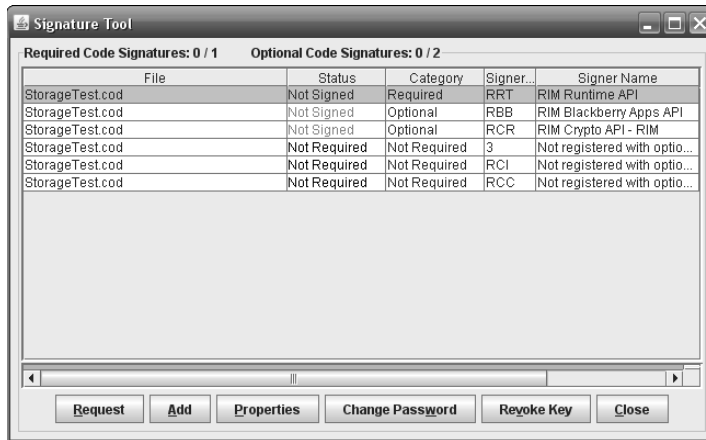 Signature Tool
Required Code Signatures: 0 / 1 Optional Code Signatures: 0 / 2
File Status Category Signer... Signer Name
StorageTest.cod Not Signed Required RRT RIM Runtime API
StorageTest.cod Not Signed Optional RBB RIM Blackberry Apps API
StorageTest.cod Not Signed Optional RCR RIM Crypto API - RIM
StorageTest.cod Not Required Not Required 3 Not registered with optio...
StorageTest.cod Not Required Not Required RCI Not registered with optio...
StorageTest.cod Not Required Not Required RCC Not registered with optio...
Request Add Properties Change Password Revoke Key Close